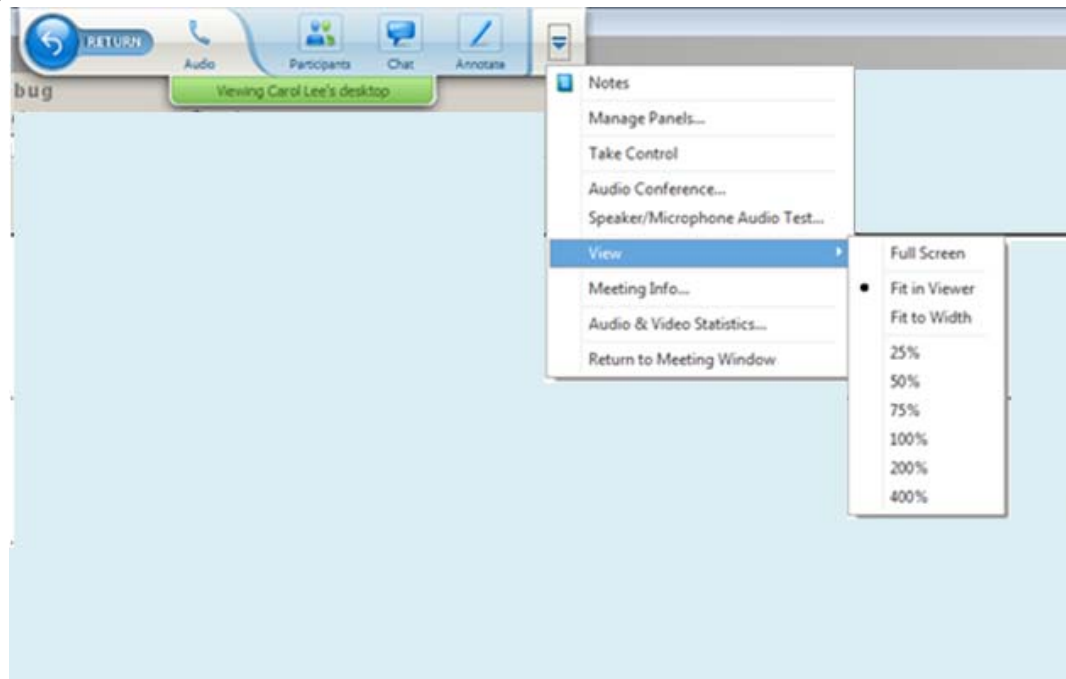 RETURN
Audio
Participants
Chat
Annotate
bug
Viewing Carol Lee's desktop
Notes
Manage Panels...
Take Control
Audio Conference...
Speaker/Microphone Audio Test...
View
Meeting Info...
Audio & Video Statistics...
Return to Meeting Window
Full Screen
Fit in Viewer
Fit to Width
25%
50%
75%
100%
200%
400%